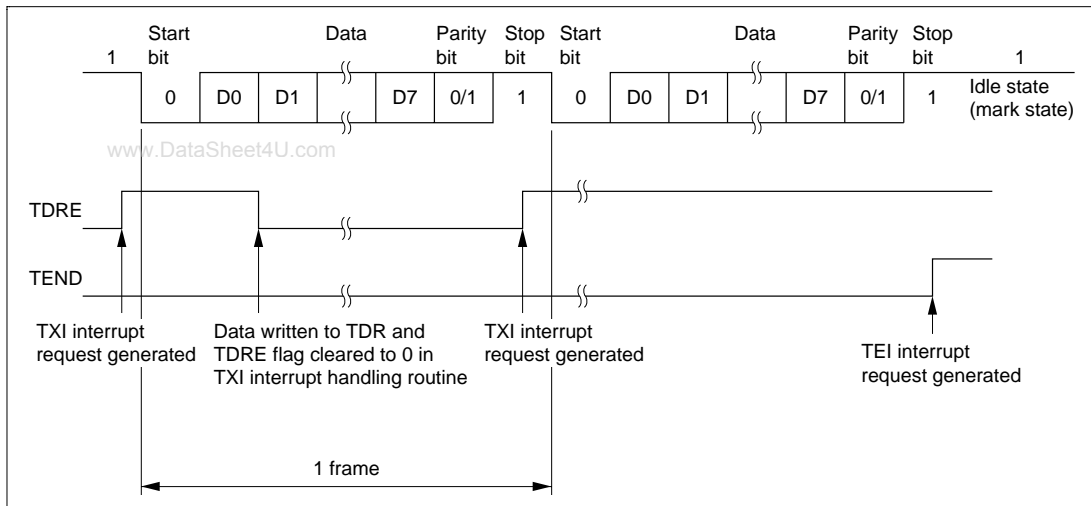 Start bit Data Parity bit Stop bit Start bit Data Parity bit Stop bit
1 1
0 D0 D1 D7 0/1 1 0 D0 D1 D7 0/1 1 Idle state (mark state)
www.DataSheet4U.com
TDRE
TEND
TXI interrupt
request generated
Data written to TDR and
TDRE flag cleared to 0 in
TXI interrupt handling routine
TXI interrupt
request generated
TEI interrupt
request generated
1 frame